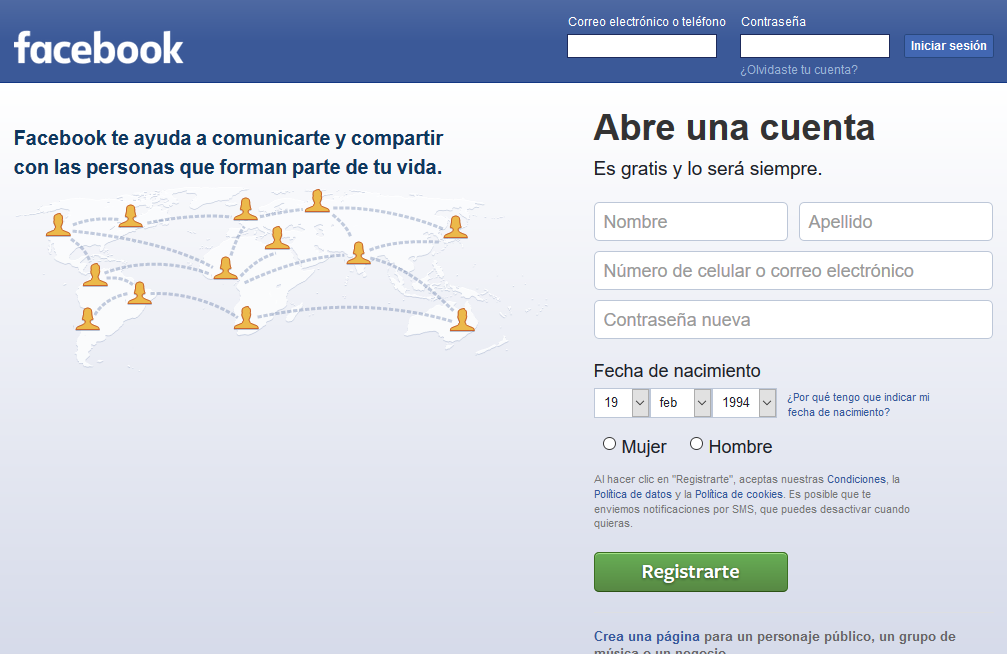 facebook
Correo electrónico o teléfono
Contraseña
Iniciar sesión
¿Olvidaste tu cuenta?
Facebook te ayuda a comunicarte y compartir
con las personas que forman parte de tu vida.
Abre una cuenta
Es gratis y lo será siempre.
Nombre
Apellido
Número de celular o correo electrónico
Contraseña nueva
Fecha de nacimiento
19 feb 1994
¿Por qué tengo que indicar mi
fecha de nacimiento?
Mujer
Hombre
Al hacer clic en "Registrarte", aceptas nuestras Condiciones, la
Política de datos y la Política de cookies. Es posible que te
enviemos notificaciones por SMS, que puedes desactivar cuando
quieras.
Registrarte
Crea una página para un personaje público, un grupo de
música o un negocio.